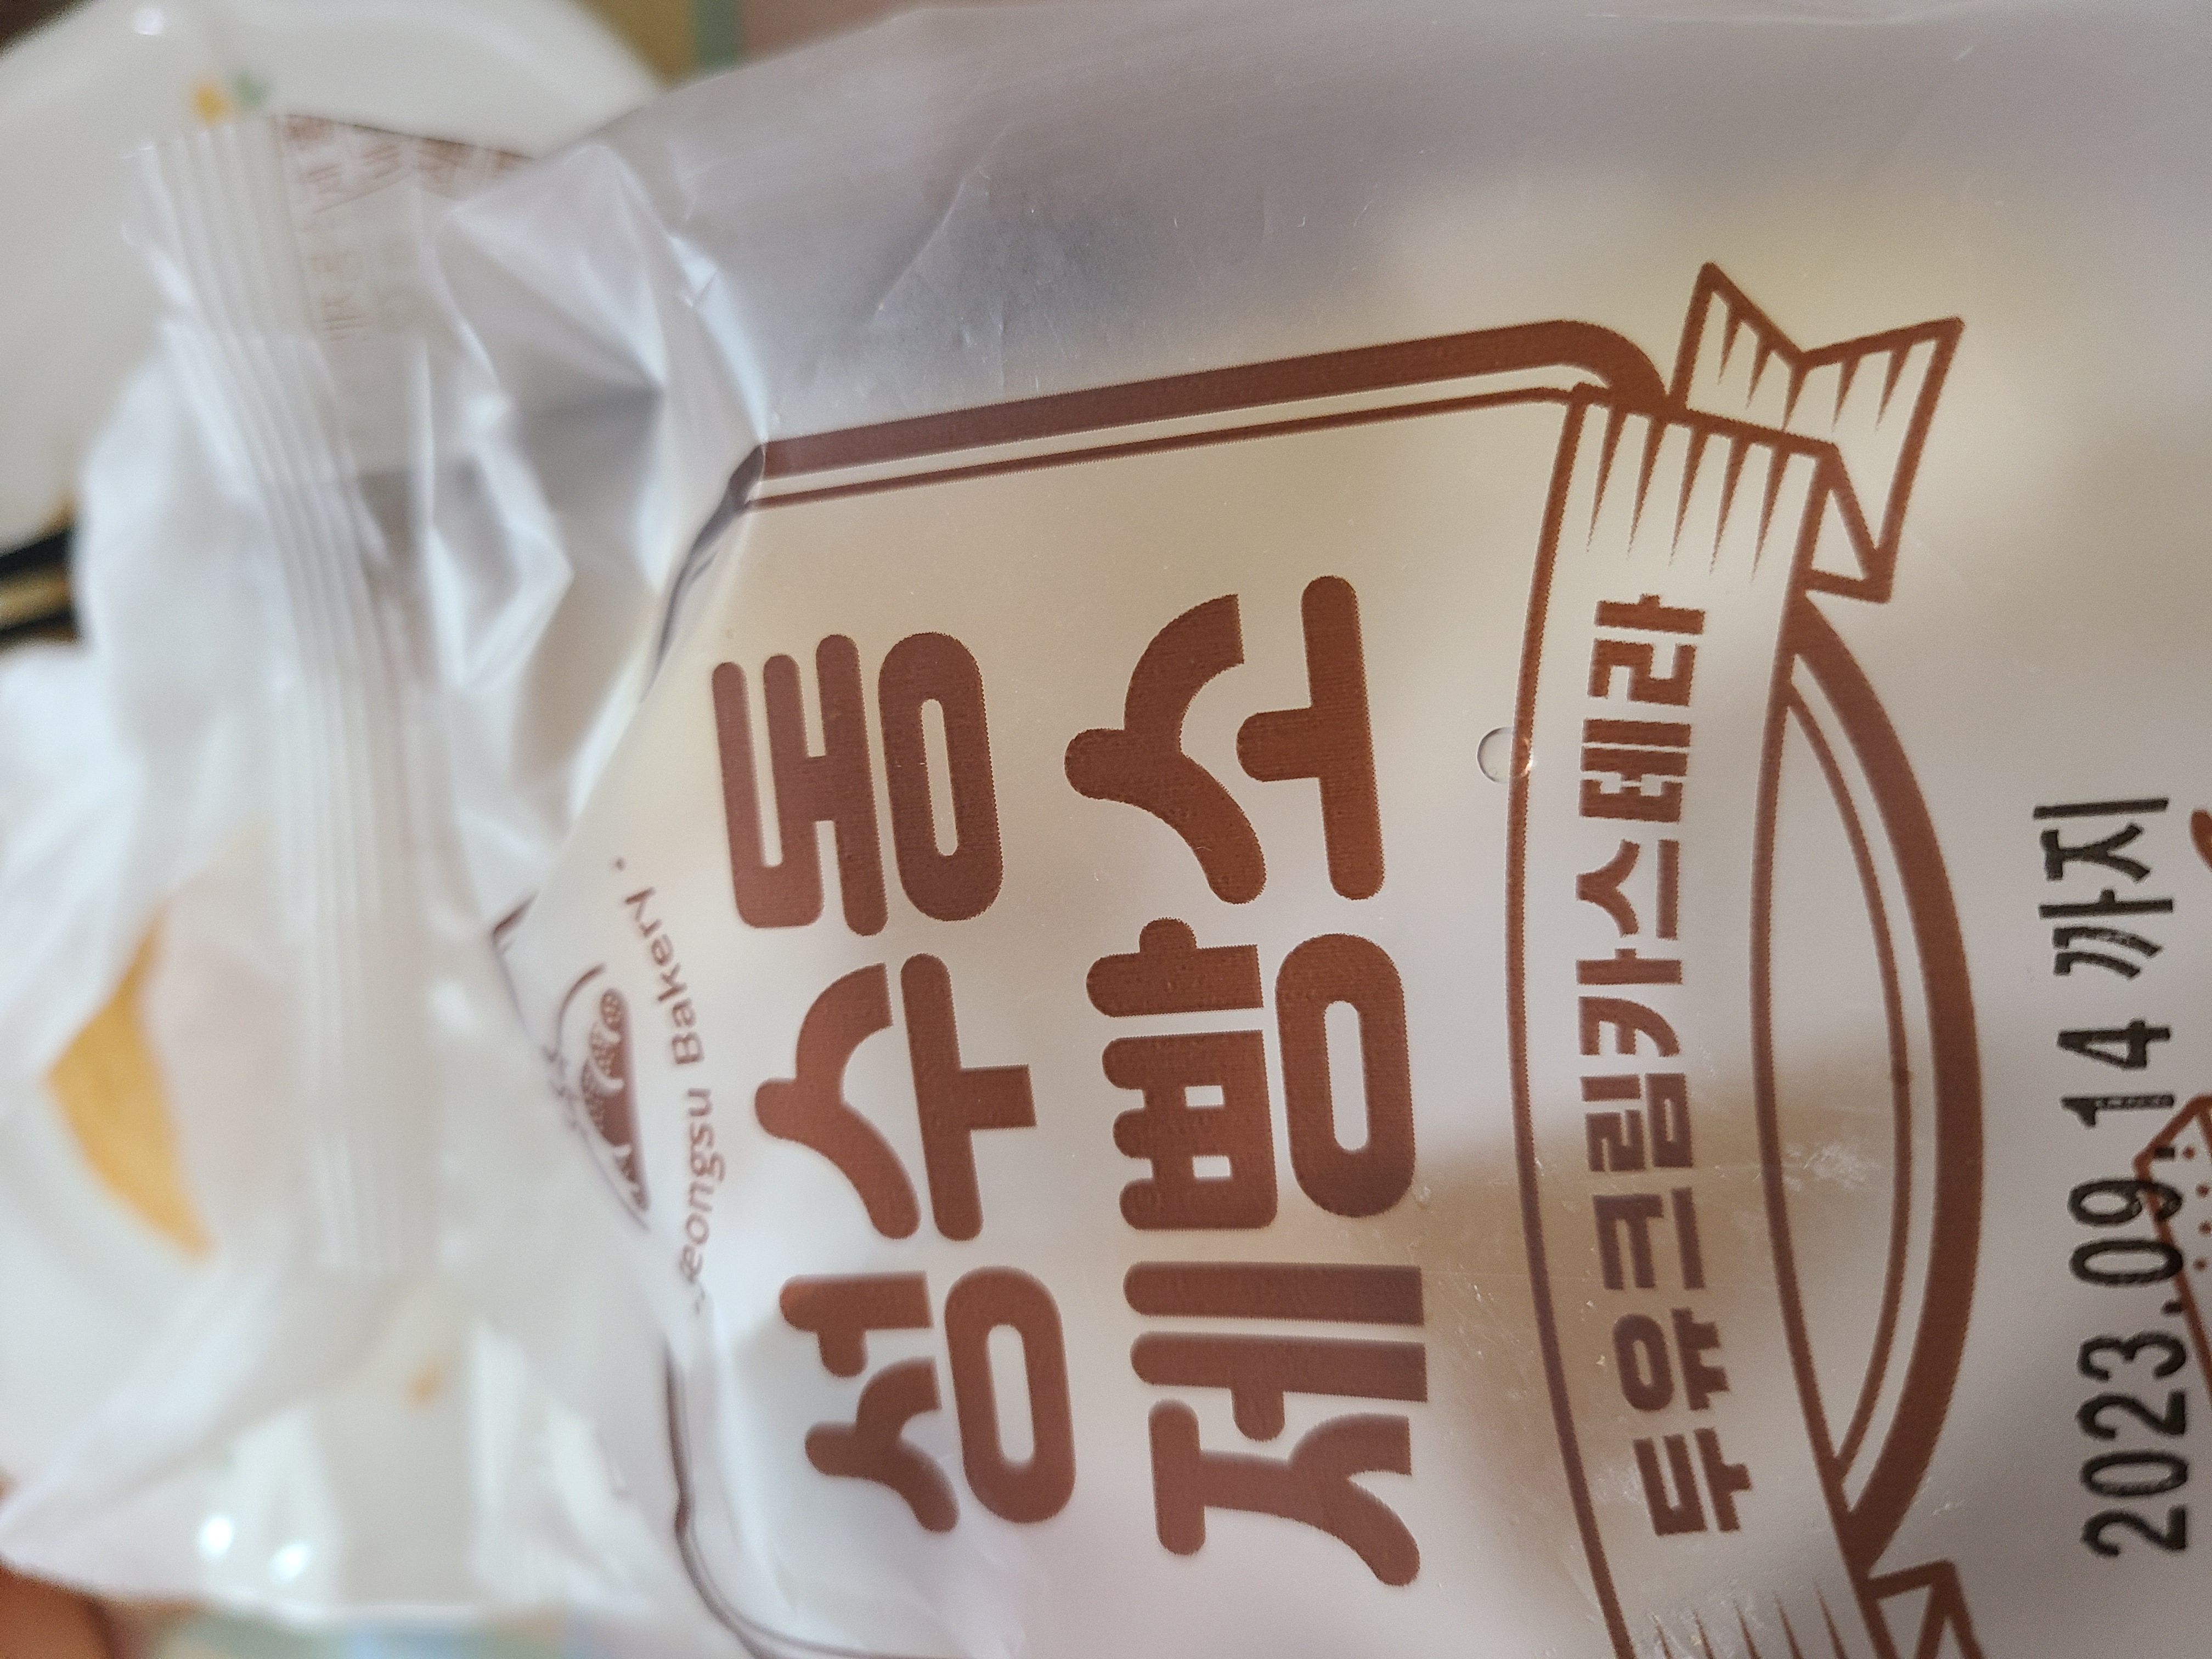 Seongsu Bakery
성수동
제빵소
두유크림카스테라
2023.09.14 까지